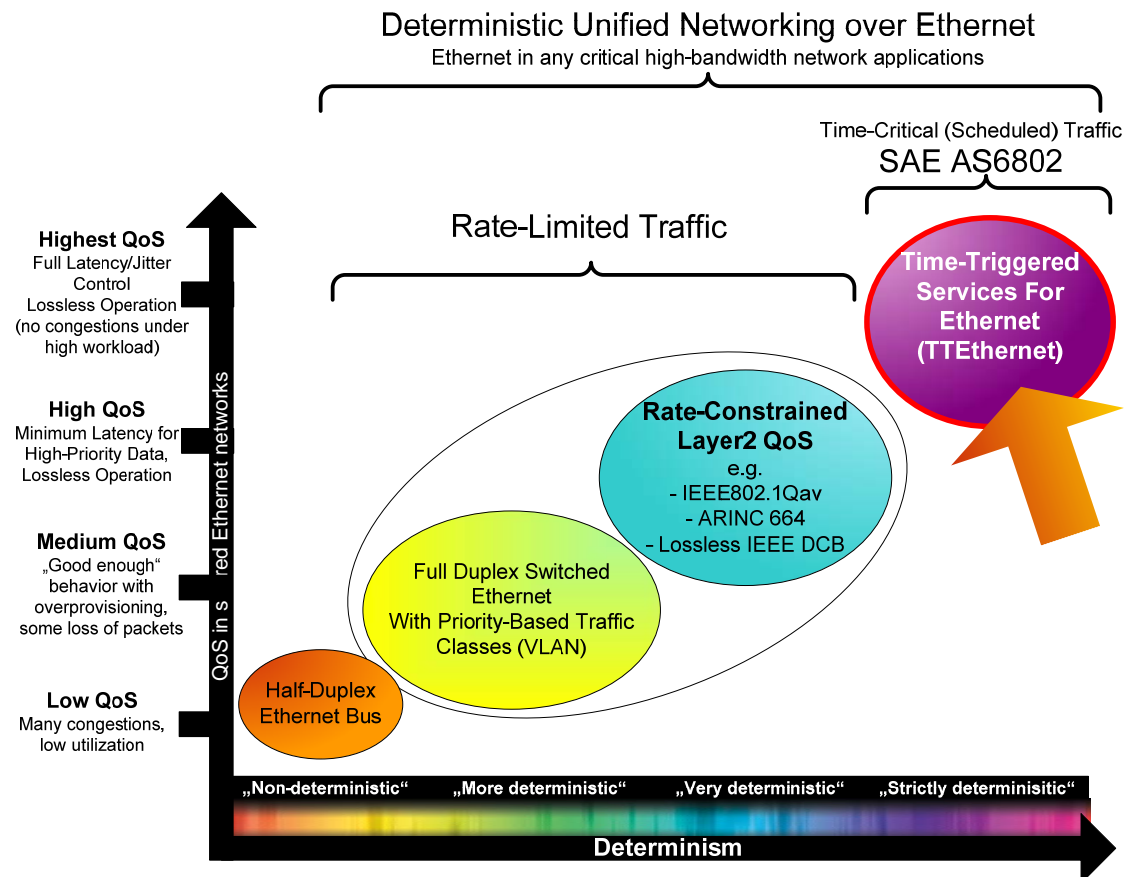 Deterministic Unified Networking over Ethernet
Ethernet in any critical high-bandwidth network applications
Time-Critical (Scheduled) Traffic
SAE AS6802
Rate-Limited Traffic
Highest QoS
Full Latency/Jitter
Control
Lossless Operation
(no congestions under
high workload)
High QoS
Minimum Latency for
High-Priority Data,
Lossless Operation
Medium QoS
„Good enough“
behavior with
overprovisioning,
some loss of packets
Low QoS
Many congestions,
low utilization
QoS in s red Ethernet networks
Time-Triggered
Services For
Ethernet
(TTEthernet)
Rate-Constrained
Layer2 QoS
e.g.
- IEEE802.1Qav
- ARINC 664
- Lossless IEEE DCB
Full Duplex Switched
Ethernet
With Priority-Based Traffic
Classes (VLAN)
Half-Duplex
Ethernet Bus
„Non-deterministic“ „More deterministic“ „Very deterministic“ „Strictly determinisitic“
Determinism